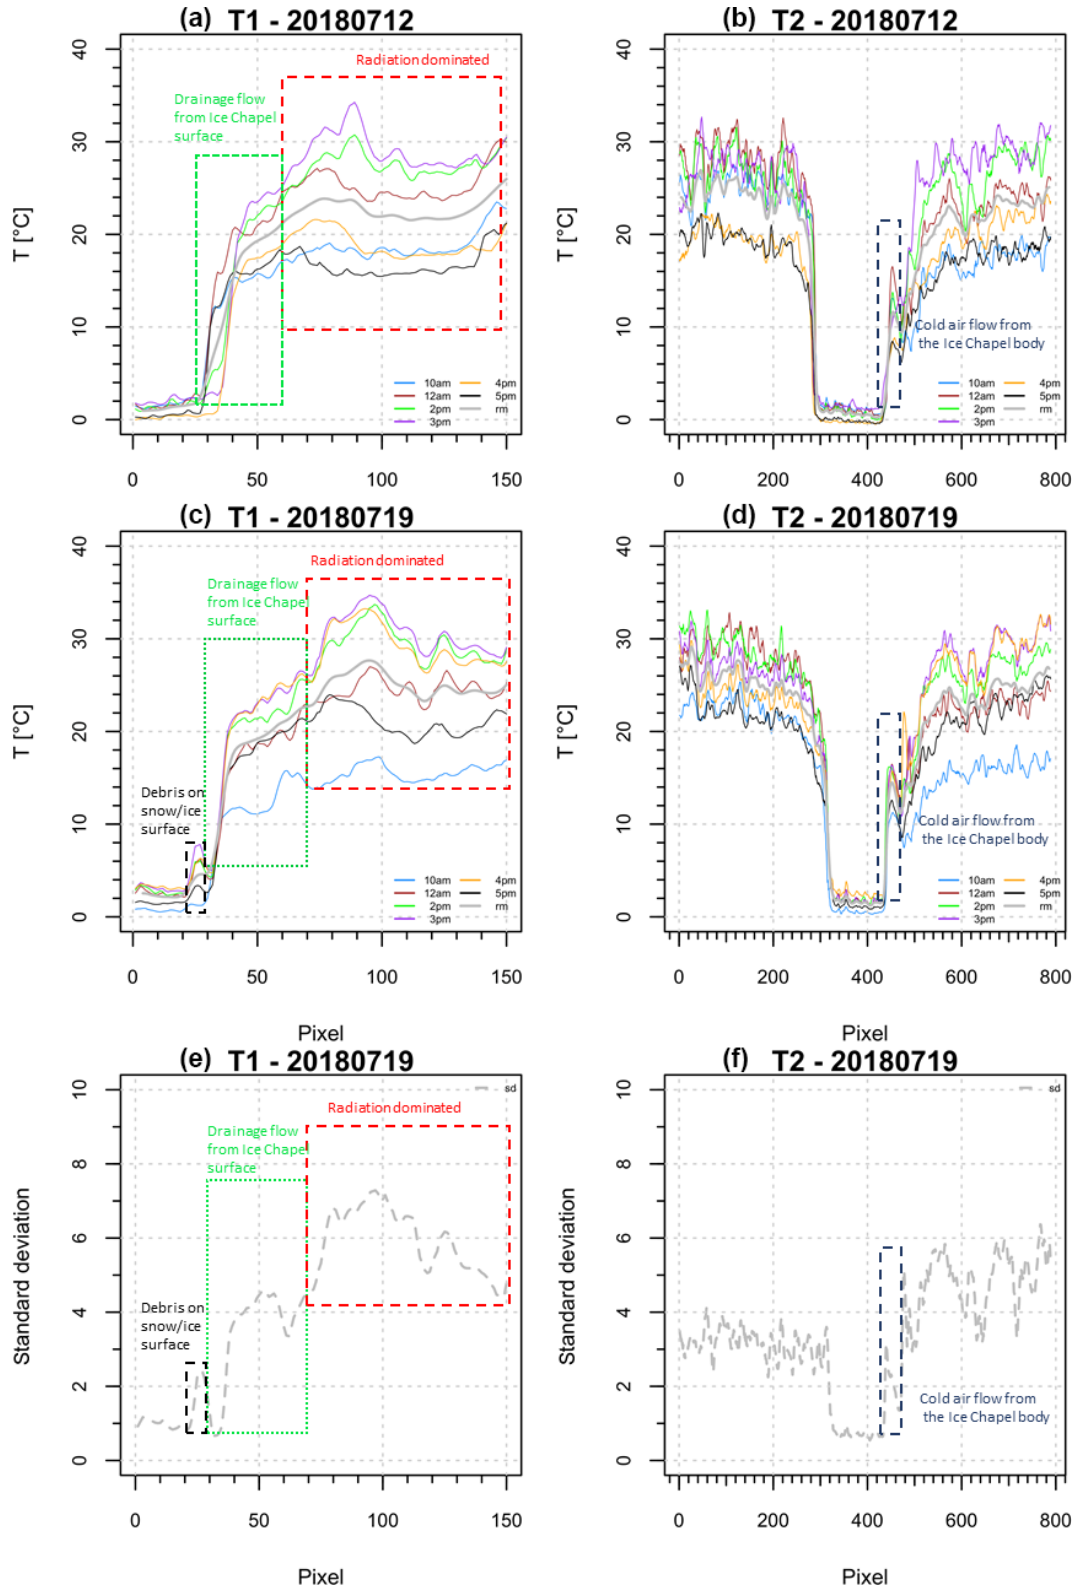 (a) T1 - 20180712
Radiation dominated
Drainage flow
from Ice Chapel
surface
T [°C]
40
30
20
10
0
10am
12am
2pm
3pm
4pm
5pm
rm
0
50
100
150
(b) T2 - 20180712
T [°C]
40
30
20
10
0
Cold air flow from
the Ice Chapel body
10am
12am
2pm
3pm
4pm
5pm
rm
0
200
400
600
800
(c) T1 - 20180719
Radiation dominated
Drainage flow
from Ice Chapel
surface
Debris on
snow/ice
surface
T [°C]
40
30
20
10
0
10am
12am
2pm
3pm
4pm
5pm
rm
0
50
100
150
Pixel
(d) T2 - 20180719
T [°C]
40
30
20
10
0
Cold air flow from
the Ice Chapel body
10am
12am
2pm
3pm
4pm
5pm
rm
0
200
400
600
800
Pixel
(e) T1 - 20180719
sd
Radiation dominated
Drainage flow
from Ice Chapel
surface
Debris on
snow/ice
surface
Standard deviation
10
8
6
4
2
0
0
50
100
150
Pixel
(f) T2 - 20180719
sd
Standard deviation
10
8
6
4
2
0
Cold air flow from
the Ice Chapel body
0
200
400
600
800
Pixel